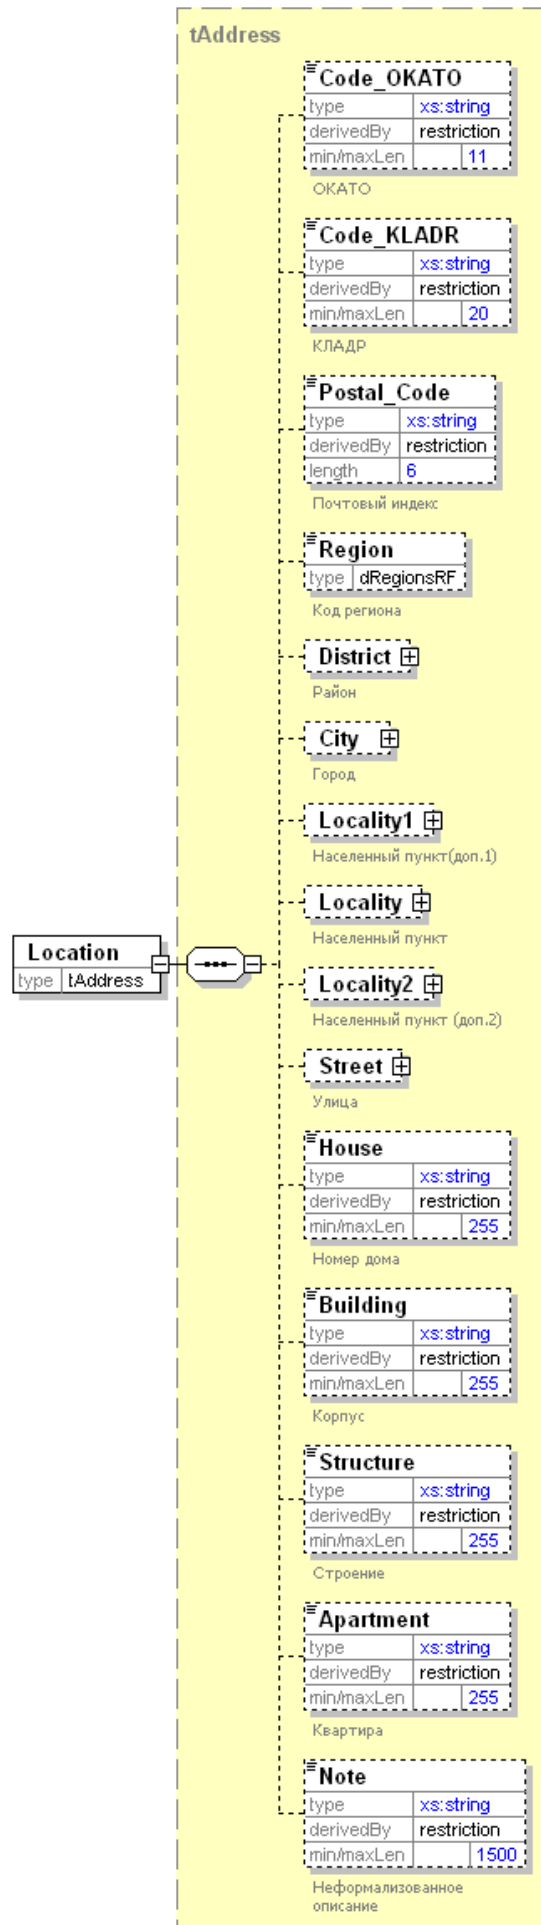 tAddress
Code_OKATO
type xs:string
derivedBy restriction
min/maxLen 11
ОКАТО
Code_KLADR
type xs:string
derivedBy restriction
min/maxLen 20
КЛАДР
Postal_Code
type xs:string
derivedBy restriction
length 6
Почтовый индекс
Region
type dRegionsRF
Код региона
District
Район
City
Город
Locality1
Населенный пункт(доп.1)
Locality
Населенный пункт
Location
type tAddress
Locality2
Населенный пункт (доп.2)
Street
Улица
House
type xs:string
derivedBy restriction
min/maxLen 255
Номер дома
Building
type xs:string
derivedBy restriction
min/maxLen 255
Корпус
Structure
type xs:string
derivedBy restriction
min/maxLen 255
Строение
Apartment
type xs:string
derivedBy restriction
min/maxLen 255
Квартира
Note
type xs:string
derivedBy restriction
min/maxLen 1500
Неформализованное
описание